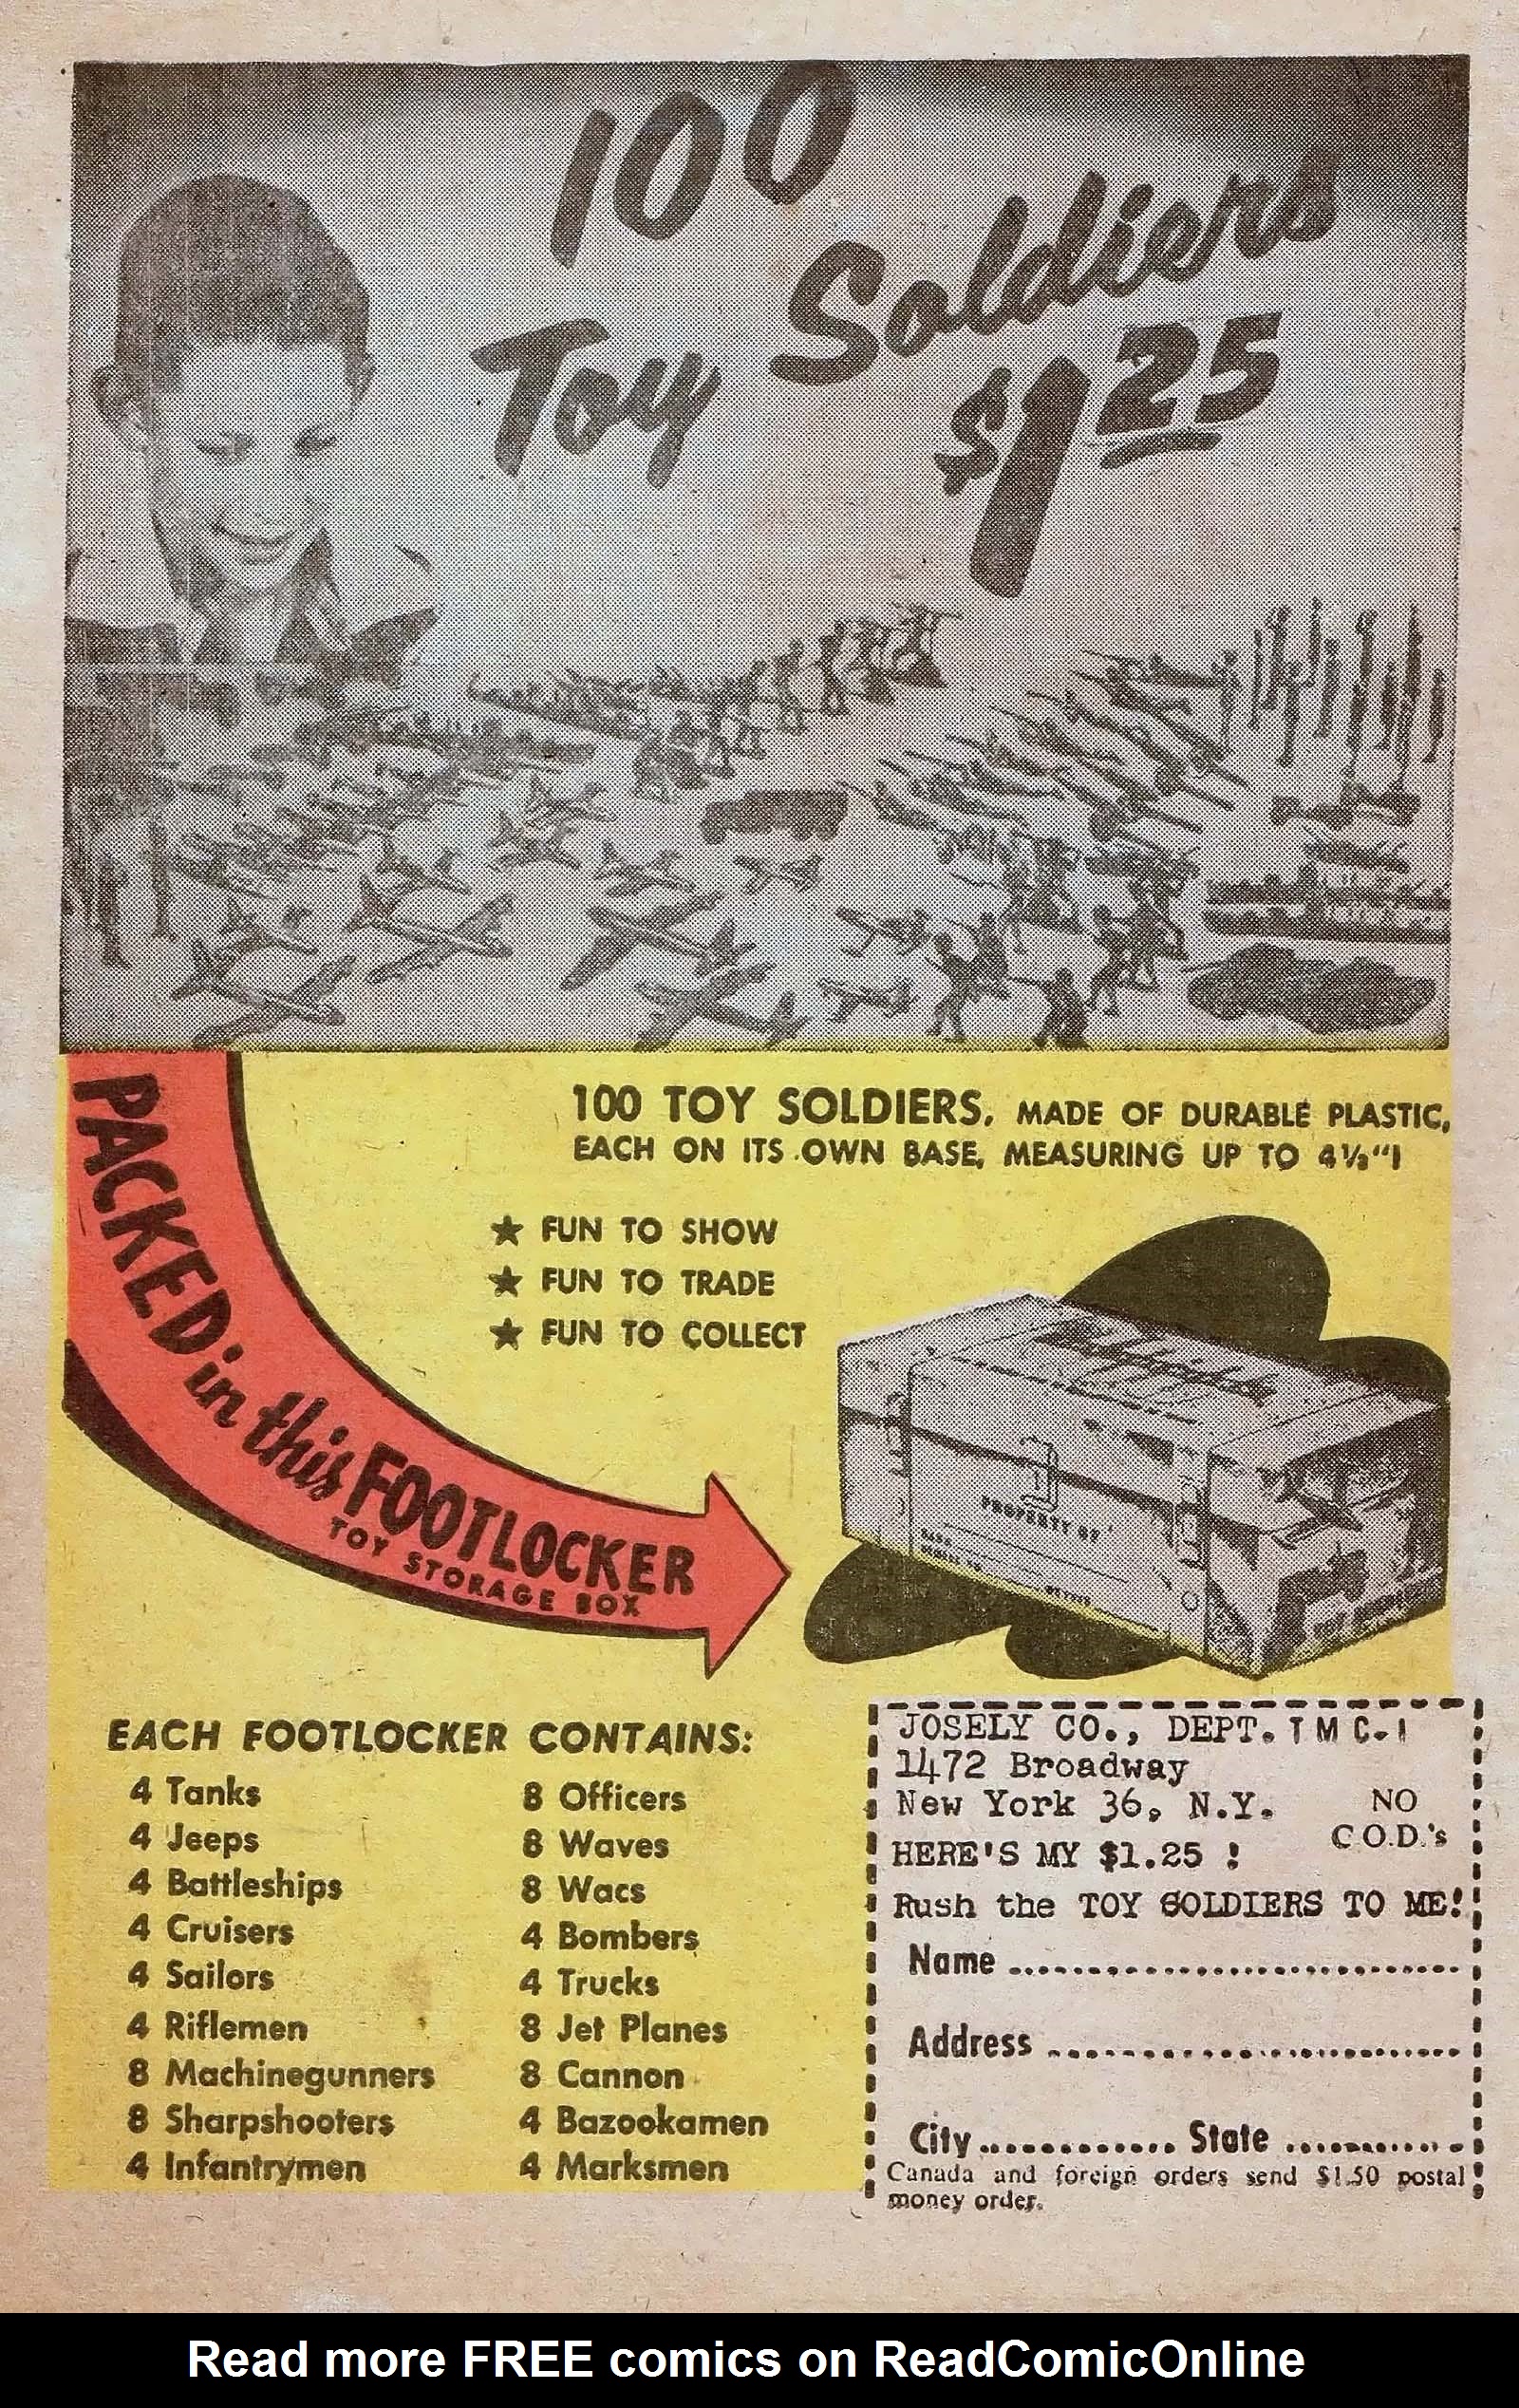 100
Toy Soldiers
$1.25
PACKED in this FOOTLOCKER
TOY STORAGE BOX
100 TOY SOLDIERS, MADE OF DURABLE PLASTIC,
EACH ON ITS OWN BASE, MEASURING UP TO 4½"!
★ FUN TO SHOW
★ FUN TO TRADE
★ FUN TO COLLECT
PROPERTY OF
EACH FOOTLOCKER CONTAINS:
4 Tanks
4 Jeeps
4 Battleships
4 Cruisers
4 Sailors
4 Riflemen
8 Machinegunners
8 Sharpshooters
4 Infantrymen
8 Officers
8 Waves
8 Wacs
4 Bombers
4 Trucks
8 Jet Planes
8 Cannon
4 Bazookamen
4 Marksmen
JOSELY CO., DEPT. T M C-1
1472 Broadway
New York 36, N.Y.
NO
C.O.D.'s
HERE'S MY $1.25 !
Rush the TOY SOLDIERS TO ME!
Name
Address
City State
Canada and foreign orders send $1.50 postal
money order.
Read more FREE comics on ReadComicOnline